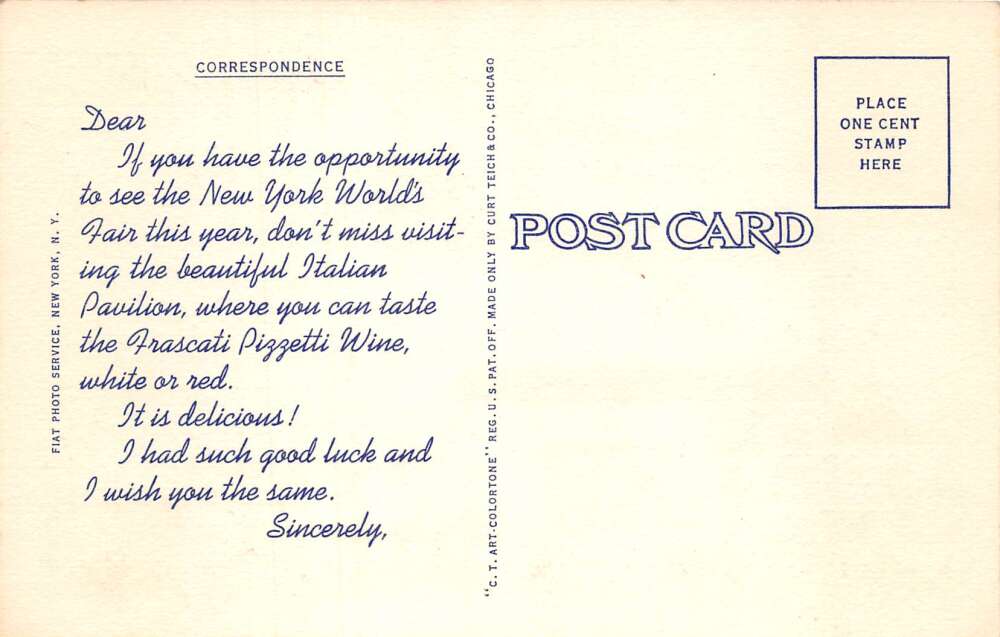 CORRESPONDENCE
Dear
If you have the opportunity
to see the New York World's
Fair this year, don't miss visit-
ing the beautiful Italian
Pavilion, where you can taste
the Frascati Pizzetti Wine,
white or red.
It is delicious!
I had such good luck and
I wish you the same.
Sincerely,
FIAT PHOTO SERVICE, NEW YORK, N. Y.
"C. T. ART-COLORTONE" REG. U. S. PAT. OFF. MADE ONLY BY CURT TEICH & CO., CHICAGO
POST CARD
PLACE
ONE CENT
STAMP
HERE